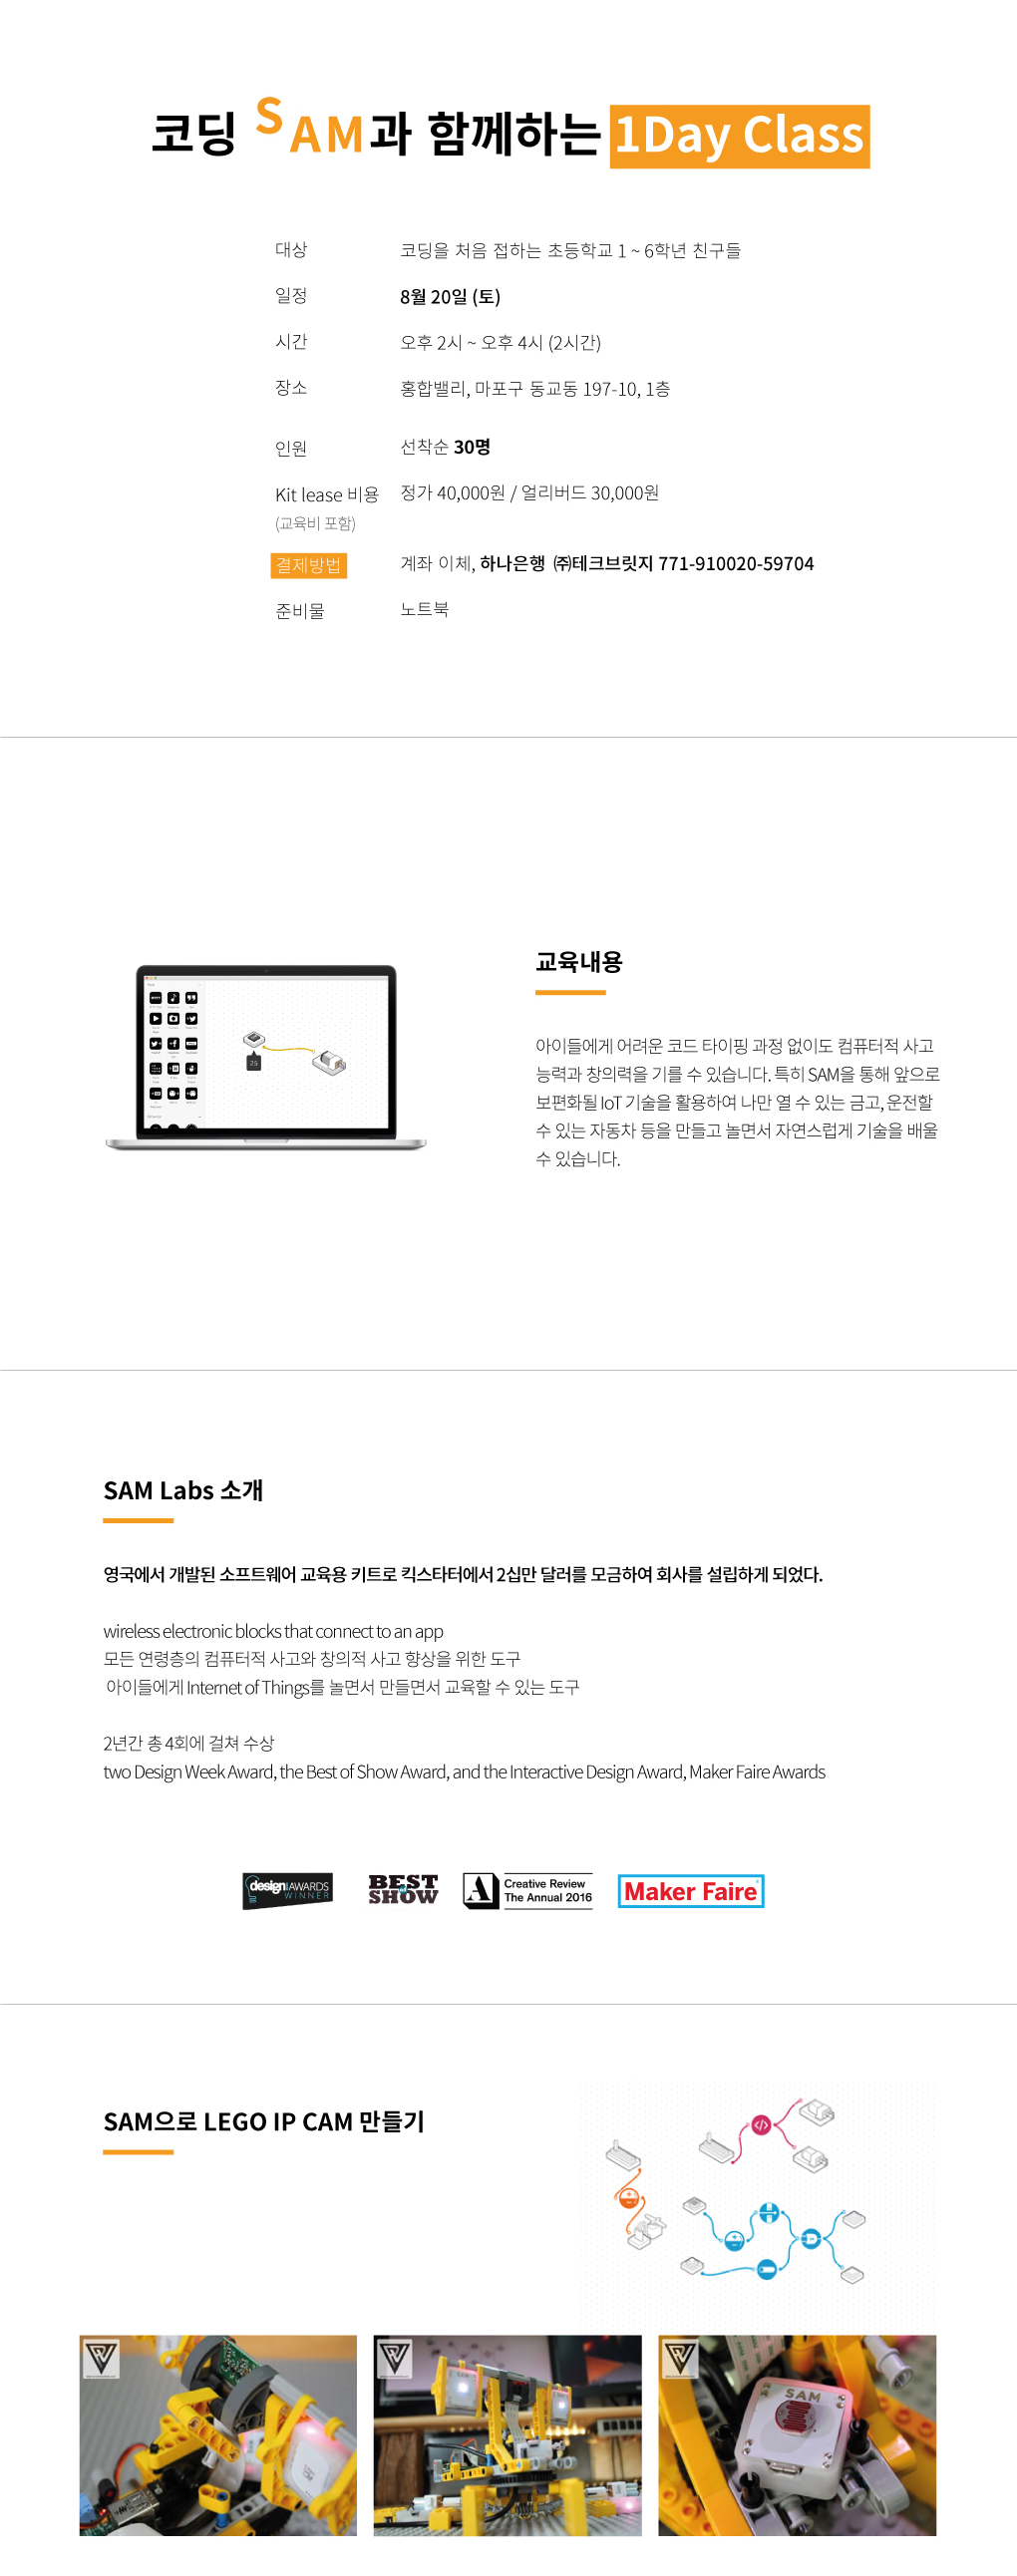 코딩 SAM과 함께하는 1Day Class
대상 코딩을 처음 접하는 초등학교 1 ~ 6학년 친구들
일정 8월 20일 (토)
시간 오후 2시 ~ 오후 4시 (2시간)
장소 홍합밸리, 마포구 동교동 197-10, 1층
인원 선착순 30명
Kit lease 비용 정가 40,000원 / 얼리버드 30,000원
(교육비 포함)
결제방법 계좌 이체, 하나은행 ㈜테크브릿지 771-910020-59704
준비물 노트북
교육내용
아이들에게 어려운 코드 타이핑 과정 없이도 컴퓨터적 사고
능력과 창의력을 기를 수 있습니다. 특히 SAM을 통해 앞으로
보편화될 IoT 기술을 활용하여 나만 열 수 있는 금고, 운전할
수 있는 자동차 등을 만들고 놀면서 자연스럽게 기술을 배울
수 있습니다.
SAM Labs 소개
영국에서 개발된 소프트웨어 교육용 키트로 킥스타터에서 2십만 달러를 모금하여 회사를 설립하게 되었다.
wireless electronic blocks that connect to an app
모든 연령층의 컴퓨터적 사고와 창의적 사고 향상을 위한 도구
아이들에게 Internet of Things를 놀면서 만들면서 교육할 수 있는 도구
2년간 총 4회에 걸쳐 수상
two Design Week Award, the Best of Show Award, and the Interactive Design Award, Maker Faire Awards
design AWARDS
WINNER
BEST
of
SHOW
Creative Review
The Annual 2016
Maker Faire
SAM으로 LEGO IP CAM 만들기
SAM